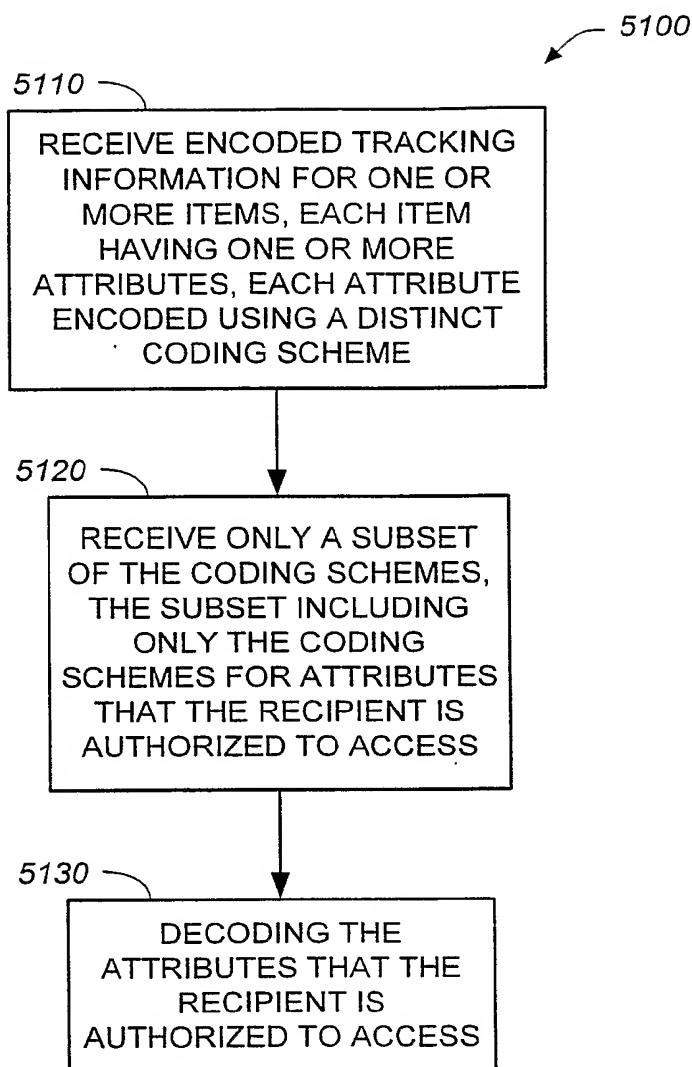 5100
5110
RECEIVE ENCODED TRACKING
INFORMATION FOR ONE OR
MORE ITEMS, EACH ITEM
HAVING ONE OR MORE
ATTRIBUTES, EACH ATTRIBUTE
ENCODED USING A DISTINCT
CODING SCHEME
5120
RECEIVE ONLY A SUBSET
OF THE CODING SCHEMES,
THE SUBSET INCLUDING
ONLY THE CODING
SCHEMES FOR ATTRIBUTES
THAT THE RECIPIENT IS
AUTHORIZED TO ACCESS
5130
DECODING THE
ATTRIBUTES THAT THE
RECIPIENT IS
AUTHORIZED TO ACCESS